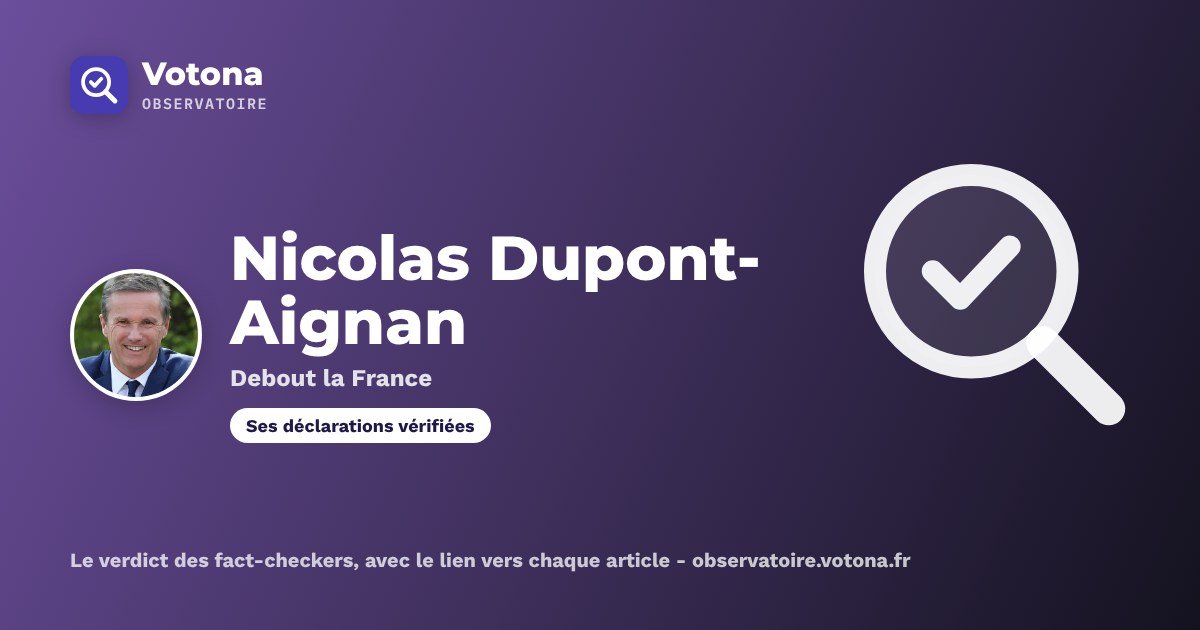 Votona
OBSERVATOIRE
Nicolas Dupont-
Aignan
Debout la France
Ses déclarations vérifiées
Le verdict des fact-checkers, avec le lien vers chaque article - observatoire.votona.fr